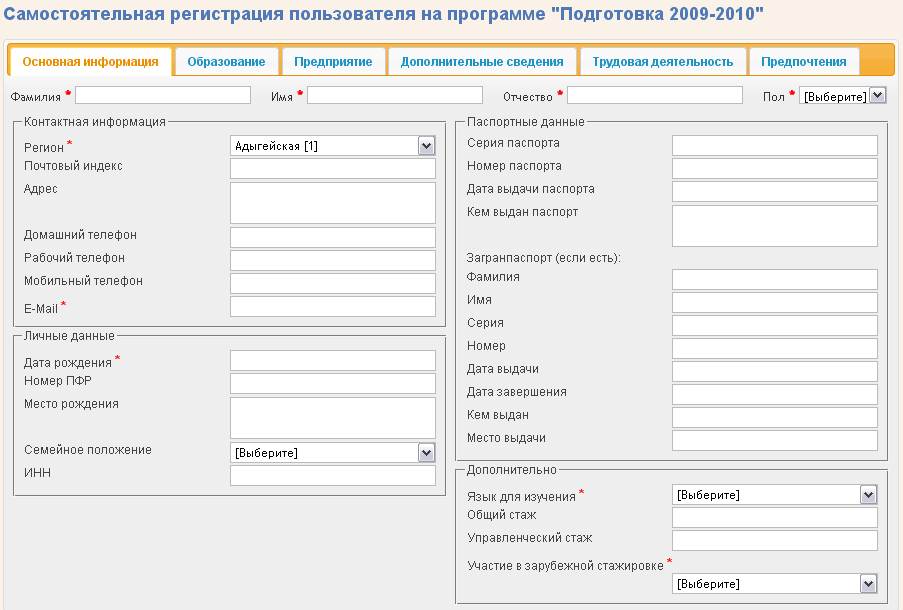 Самостоятельная регистрация пользователя на программе "Подготовка 2009-2010"
Основная информация Образование Предприятие Дополнительные сведения Трудовая деятельность Предпочтения
Фамилия * Имя * Отчество * Пол * [Выберите]
Контактная информация
Регион * Адыгейская [1]
Почтовый индекс
Адрес
Домашний телефон
Рабочий телефон
Мобильный телефон
E-Mail *
Личные данные
Дата рождения *
Номер ПФР
Место рождения
Семейное положение [Выберите]
ИНН
Паспортные данные
Серия паспорта
Номер паспорта
Дата выдачи паспорта
Кем выдан паспорт
Загранпаспорт (если есть):
Фамилия
Имя
Серия
Номер
Дата выдачи
Дата завершения
Кем выдан
Место выдачи
Дополнительно
Язык для изучения * [Выберите]
Общий стаж
Управленческий стаж
Участие в зарубежной стажировке *
[Выберите]